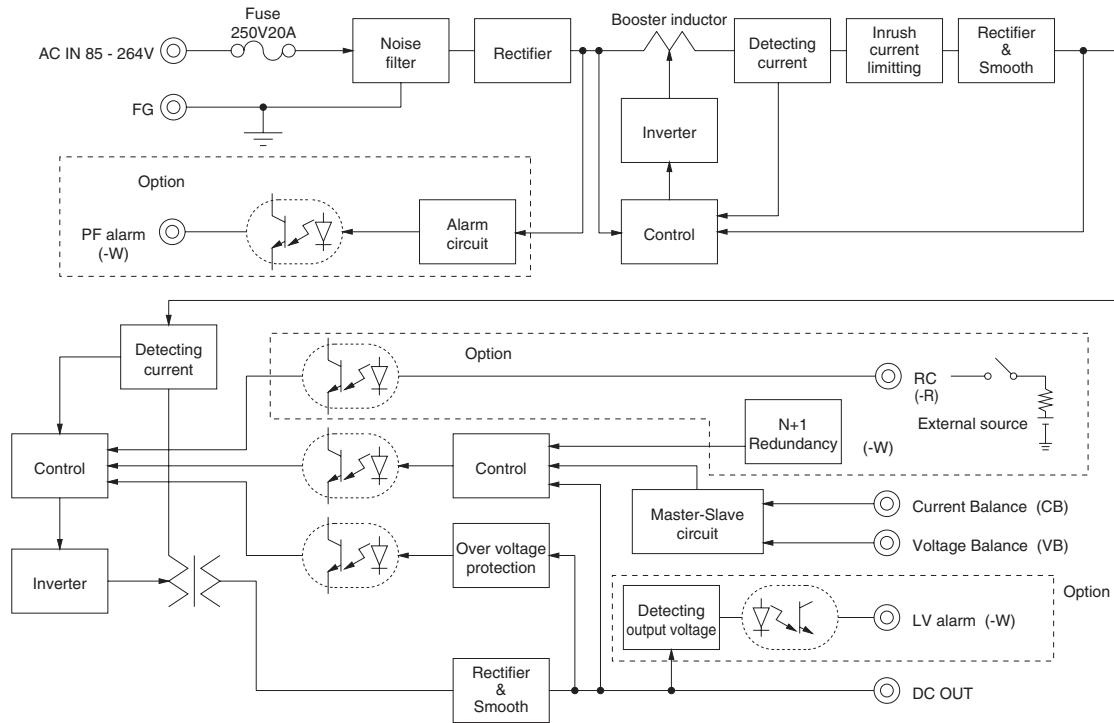 Fuse
250V20A
AC IN 85 - 264V
Noise
filter
Rectifier
Booster inductor
Detecting
current
Inrush
current
limitting
Rectifier
&
Smooth
FG
Inverter
Option
PF alarm
(-W)
Alarm
circuit
Control
Detecting
current
Option
RC
(-R)
External source
N+1
Redundancy
(-W)
Control
Control
Master-Slave
circuit
Current Balance (CB)
Voltage Balance (VB)
Inverter
Over voltage
protection
Option
Detecting
output voltage
LV alarm (-W)
Rectifier
&
Smooth
DC OUT